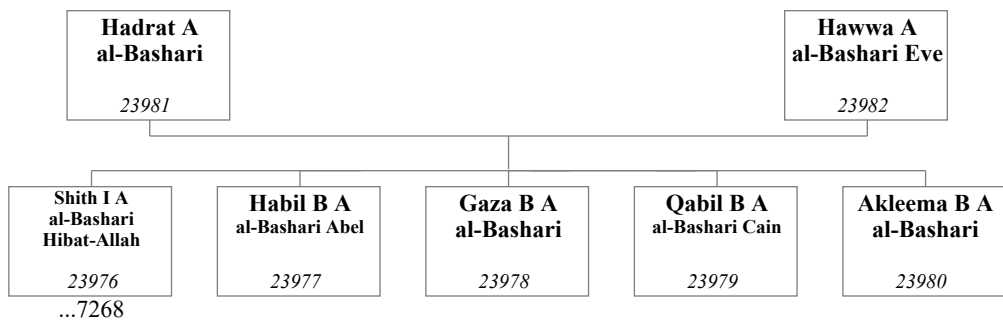 Hadrat A
al-Bashari
23981
Hawwa A
al-Bashari Eve
23982
Shith I A
al-Bashari
Hibat-Allah
23976
...7268
Habil B A
al-Bashari Abel
23977
Gaza B A
al-Bashari
23978
Qabil B A
al-Bashari Cain
23979
Akleema B A
al-Bashari
23980